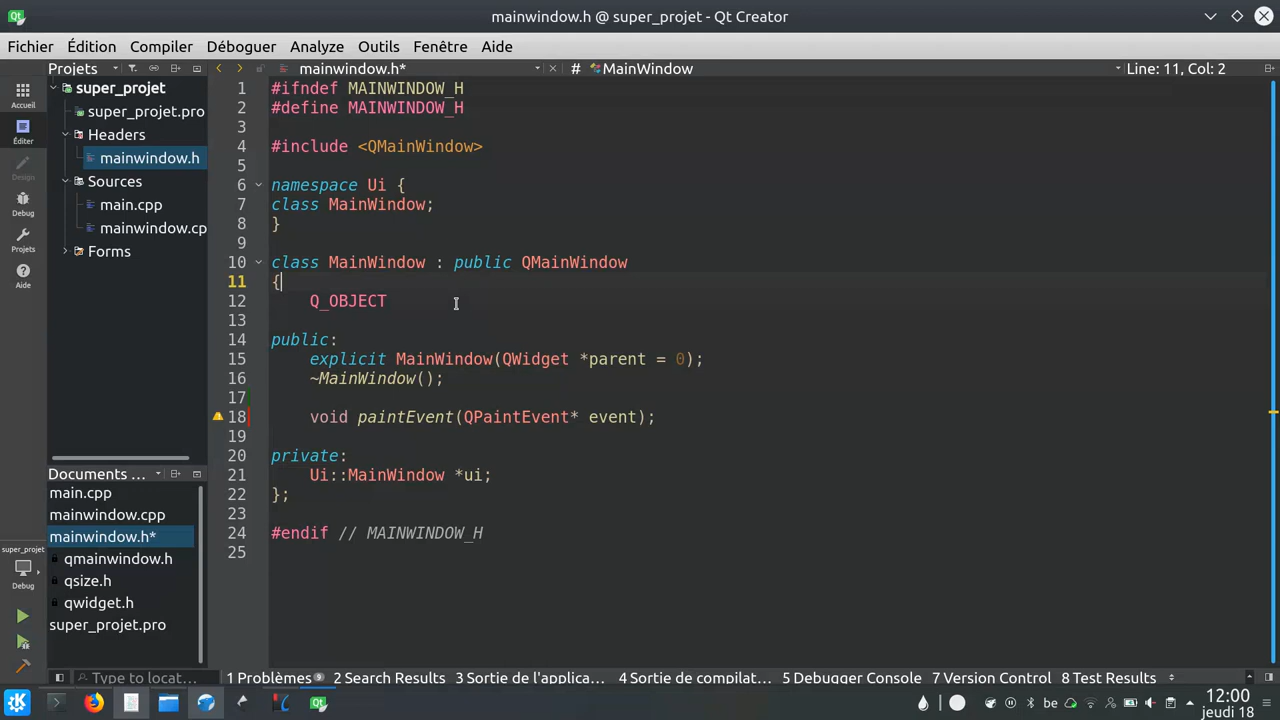 mainwindow.h @ super_projet - Qt Creator
Fichier Édition Compiler Déboguer Analyze Outils Fenêtre Aide
Projets mainwindow.h* # MainWindow Line: 11, Col: 2
super_projet
super_projet.pro
Headers
mainwindow.h
Sources
main.cpp
mainwindow.cp
Forms
Accueil
Éditer
Design
Debug
Projets
Aide
1 #ifndef MAINWINDOW_H
2 #define MAINWINDOW_H
3
4 #include <QMainWindow>
5
6 namespace Ui {
7 class MainWindow;
8 }
9
10 class MainWindow : public QMainWindow
11 {
12 Q_OBJECT
13
14 public:
15 explicit MainWindow(QWidget *parent = 0);
16 ~MainWindow();
17
18 void paintEvent(QPaintEvent* event);
19
20 private:
21 Ui::MainWindow *ui;
22 };
23
24 #endif // MAINWINDOW_H
25
Documents ...
main.cpp
mainwindow.cpp
mainwindow.h*
qmainwindow.h
qsize.h
qwidget.h
super_projet.pro
super_projet
Debug
Type to locat...
1 Problèmes 9 2 Search Results 3 Sortie de l'applica... 4 Sortie de compilat... 5 Debugger Console 7 Version Control 8 Test Results
be
12:00
jeudi 18